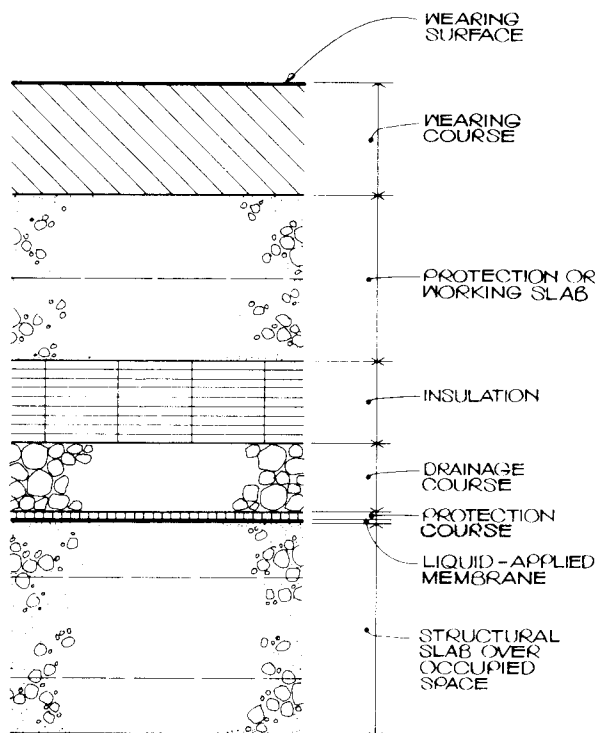 WEARING
SURFACE
WEARING
COURSE
PROTECTION OR
WORKING SLAB
INSULATION
DRAINAGE
COURSE
PROTECTION
COURSE
LIQUID-APPLIED
MEMBRANE
STRUCTURAL
SLAB OVER
OCCUPIED
SPACE